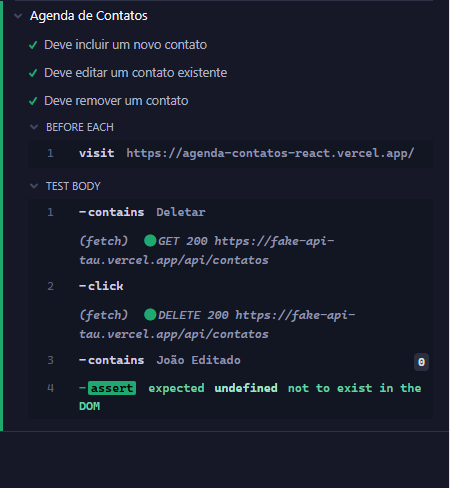 Agenda de Contatos
Deve incluir um novo contato
Deve editar um contato existente
Deve remover um contato
BEFORE EACH
1 visit https://agenda-contatos-react.vercel.app/
TEST BODY
1 -contains Deletar
(fetch) GET 200 https://fake-api-
tau.vercel.app/api/contatos
2 -click
(fetch) DELETE 200 https://fake-api-
tau.vercel.app/api/contatos
3 -contains João Editado 0
4 -assert expected undefined not to exist in the
DOM